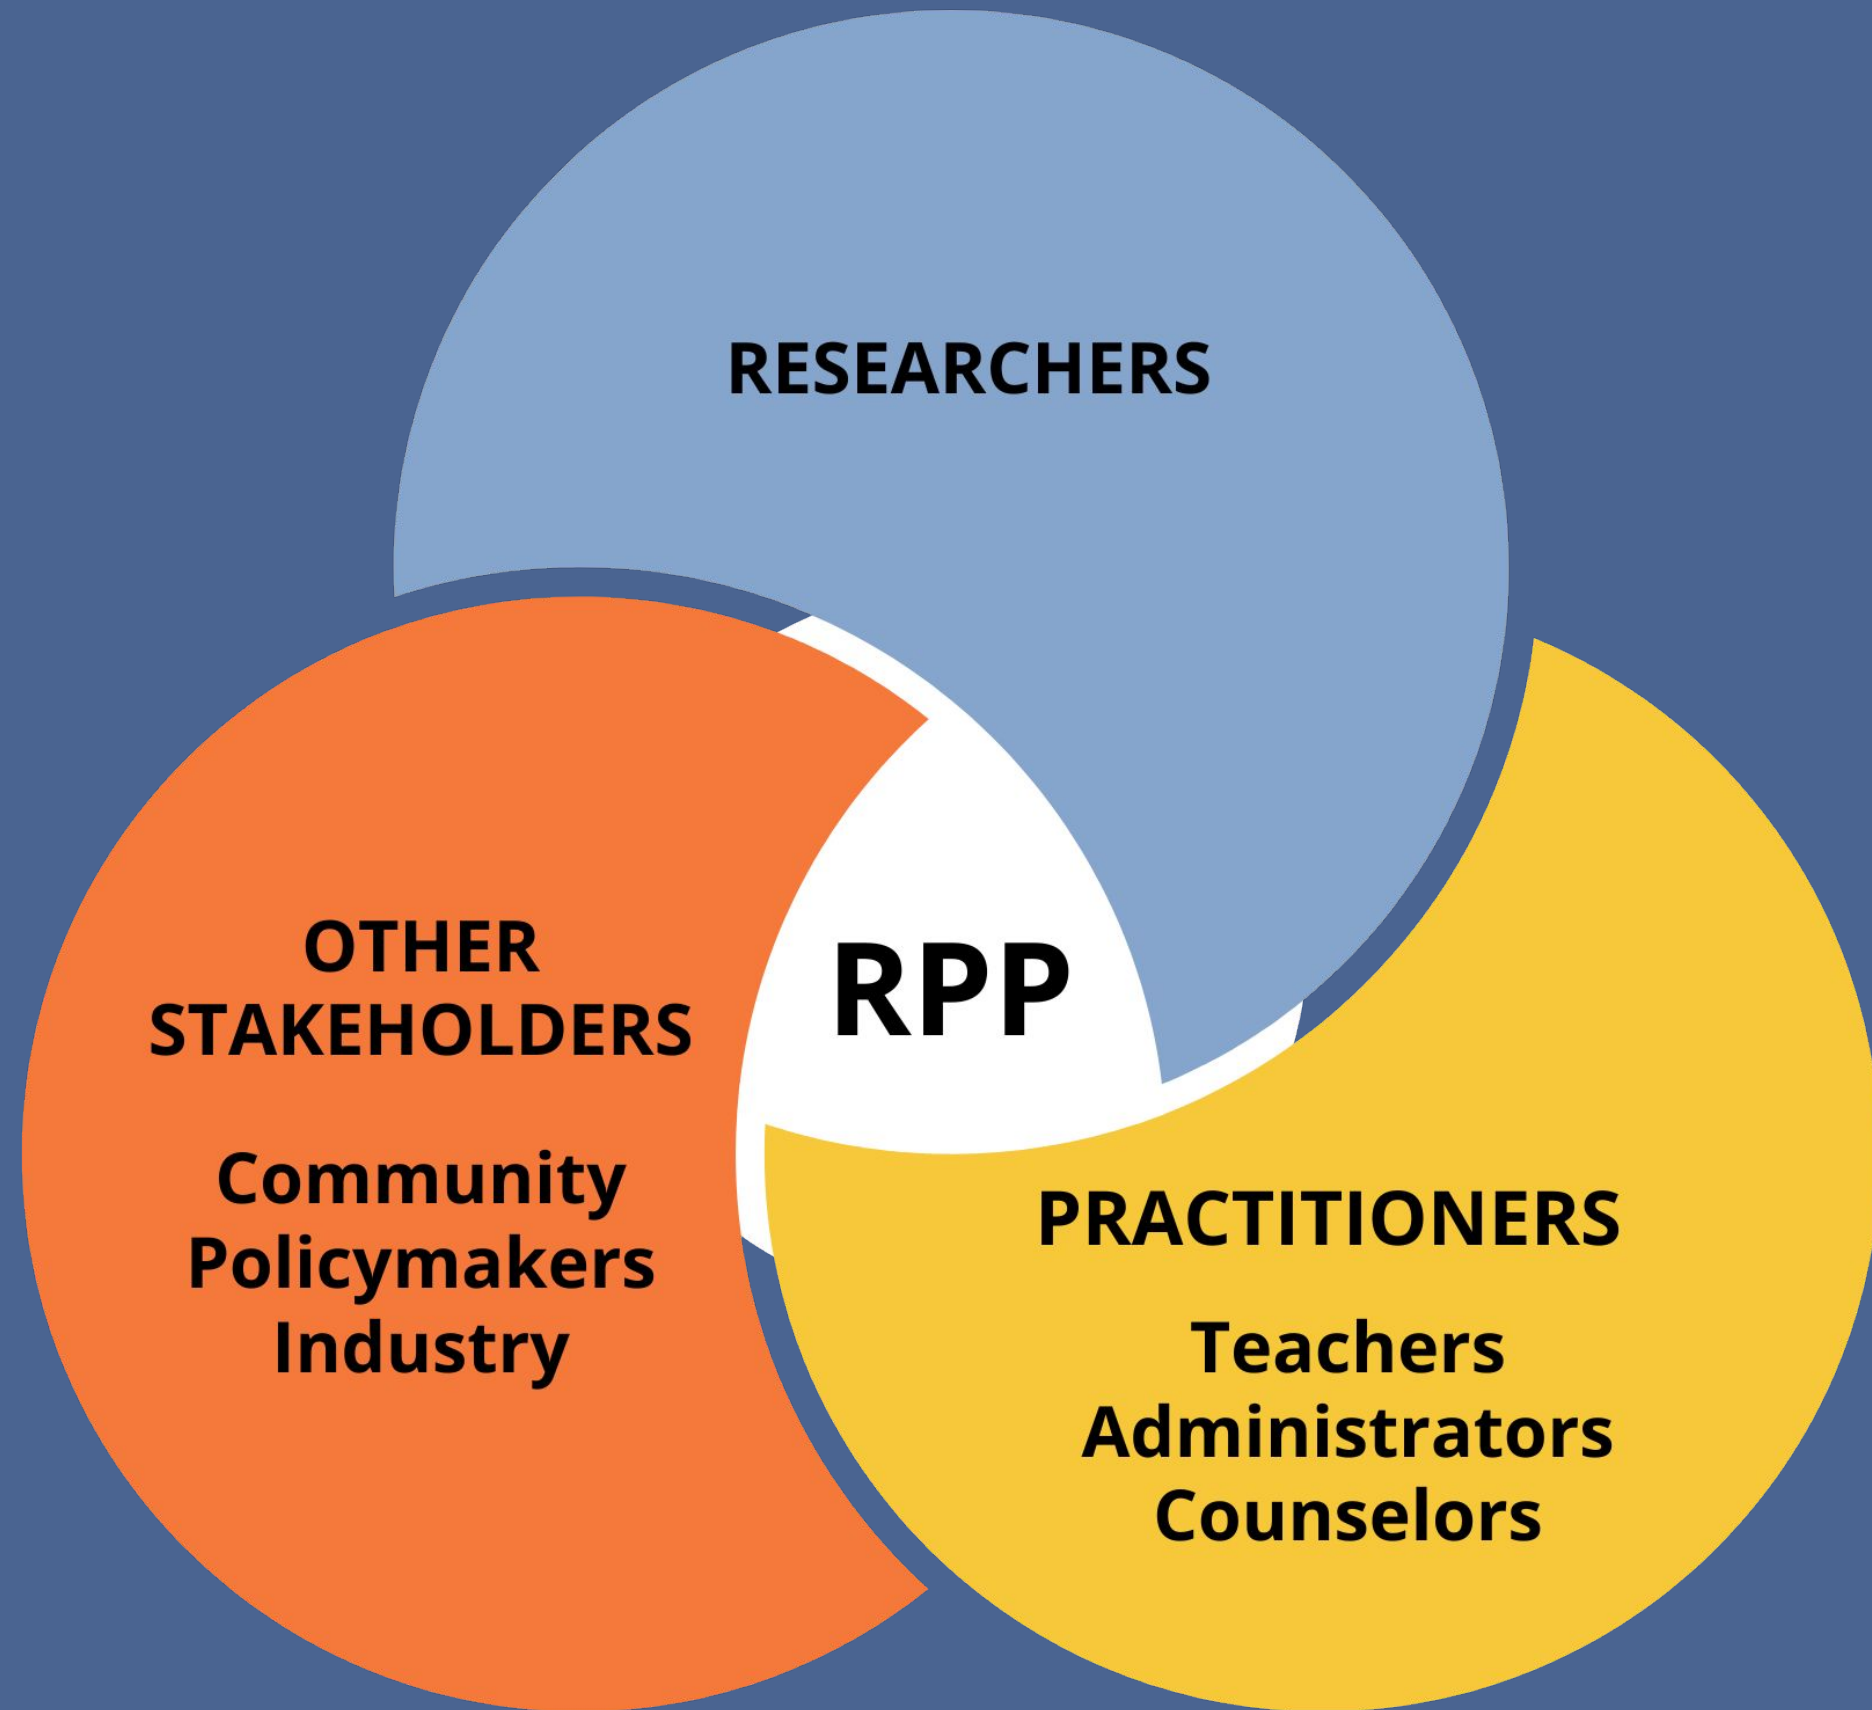 RESEARCHERS
OTHER
STAKEHOLDERS
Community
Policymakers
Industry
RPP
PRACTITIONERS
Teachers
Administrators
Counselors